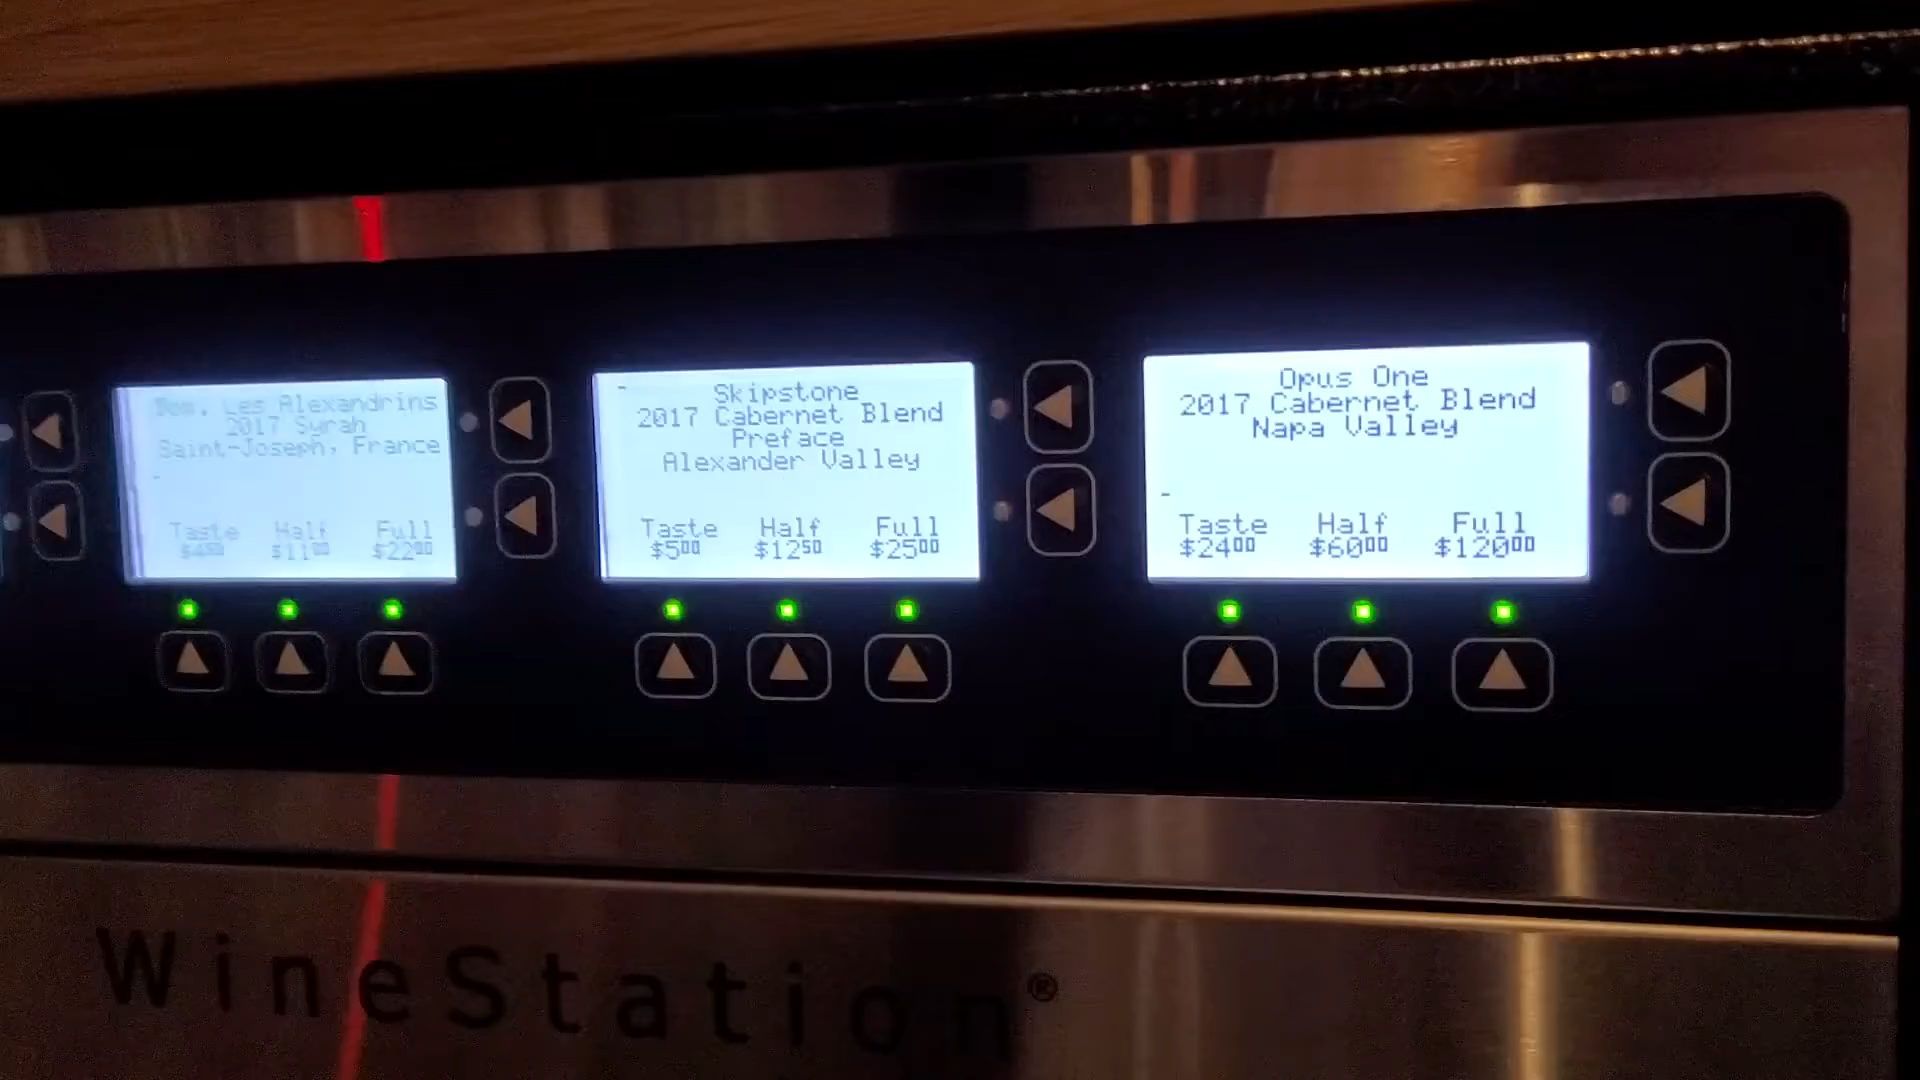 Dom. Les Alexandrins
2017 Syrah
Saint-Joseph, France
Taste Half Full
$1100 $2200
Skipstone
2017 Cabernet Blend
Preface
Alexander Valley
Taste Half Full
$500 $1250 $2500
Opus One
2017 Cabernet Blend
Napa Valley
Taste Half Full
$2400 $6000 $12000
WineStation®